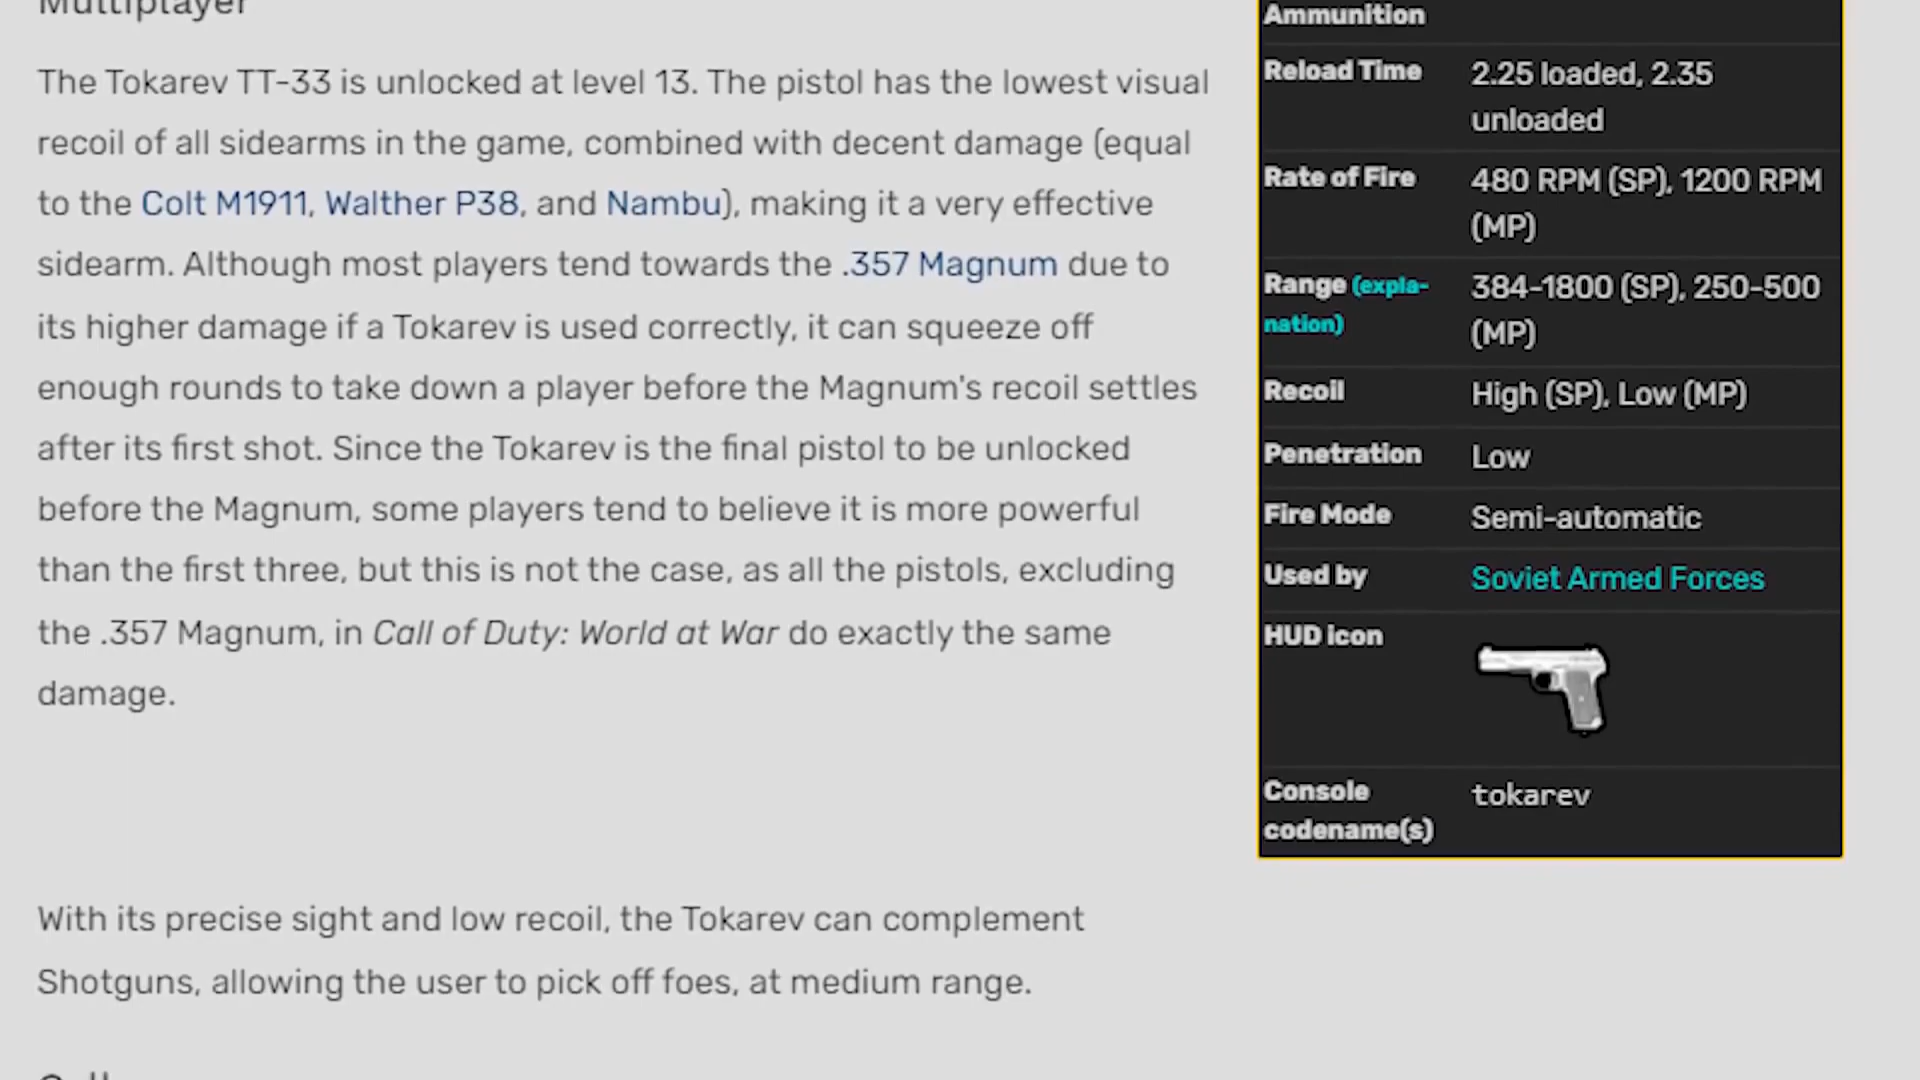 Multiplayer
The Tokarev TT-33 is unlocked at level 13. The pistol has the lowest visual
recoil of all sidearms in the game, combined with decent damage (equal
to the Colt M1911, Walther P38, and Nambu), making it a very effective
sidearm. Although most players tend towards the .357 Magnum due to
its higher damage if a Tokarev is used correctly, it can squeeze off
enough rounds to take down a player before the Magnum's recoil settles
after its first shot. Since the Tokarev is the final pistol to be unlocked
before the Magnum, some players tend to believe it is more powerful
than the first three, but this is not the case, as all the pistols, excluding
the .357 Magnum, in Call of Duty: World at War do exactly the same
damage.
With its precise sight and low recoil, the Tokarev can complement
Shotguns, allowing the user to pick off foes, at medium range.
Ammunition
Reload Time 2.25 loaded, 2.35
unloaded
Rate of Fire 480 RPM (SP), 1200 RPM
(MP)
Range (expla- 384-1800 (SP), 250-500
nation) (MP)
Recoil High (SP), Low (MP)
Penetration Low
Fire Mode Semi-automatic
Used by Soviet Armed Forces
HUD icon
Console tokarev
codename(s)